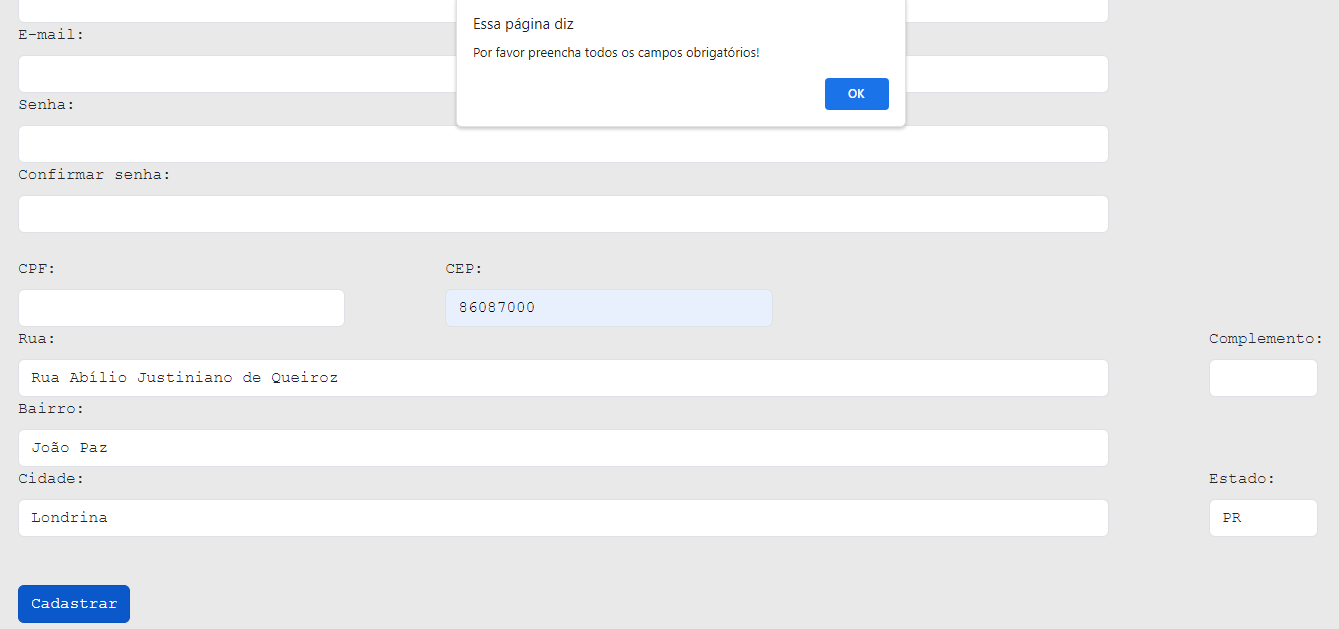 Essa página diz
Por favor preencha todos os campos obrigatórios!
OK
E-mail:
Senha:
Confirmar senha:
CPF: CEP:
86087000
Rua: Complemento:
Rua Abílio Justiniano de Queiroz
Bairro:
João Paz
Cidade: Estado:
Londrina PR
Cadastrar